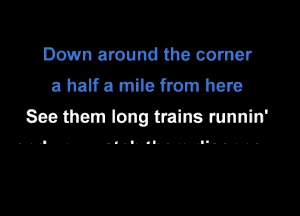 Down around the corner
a half a mile from here
See them long trains runnin'